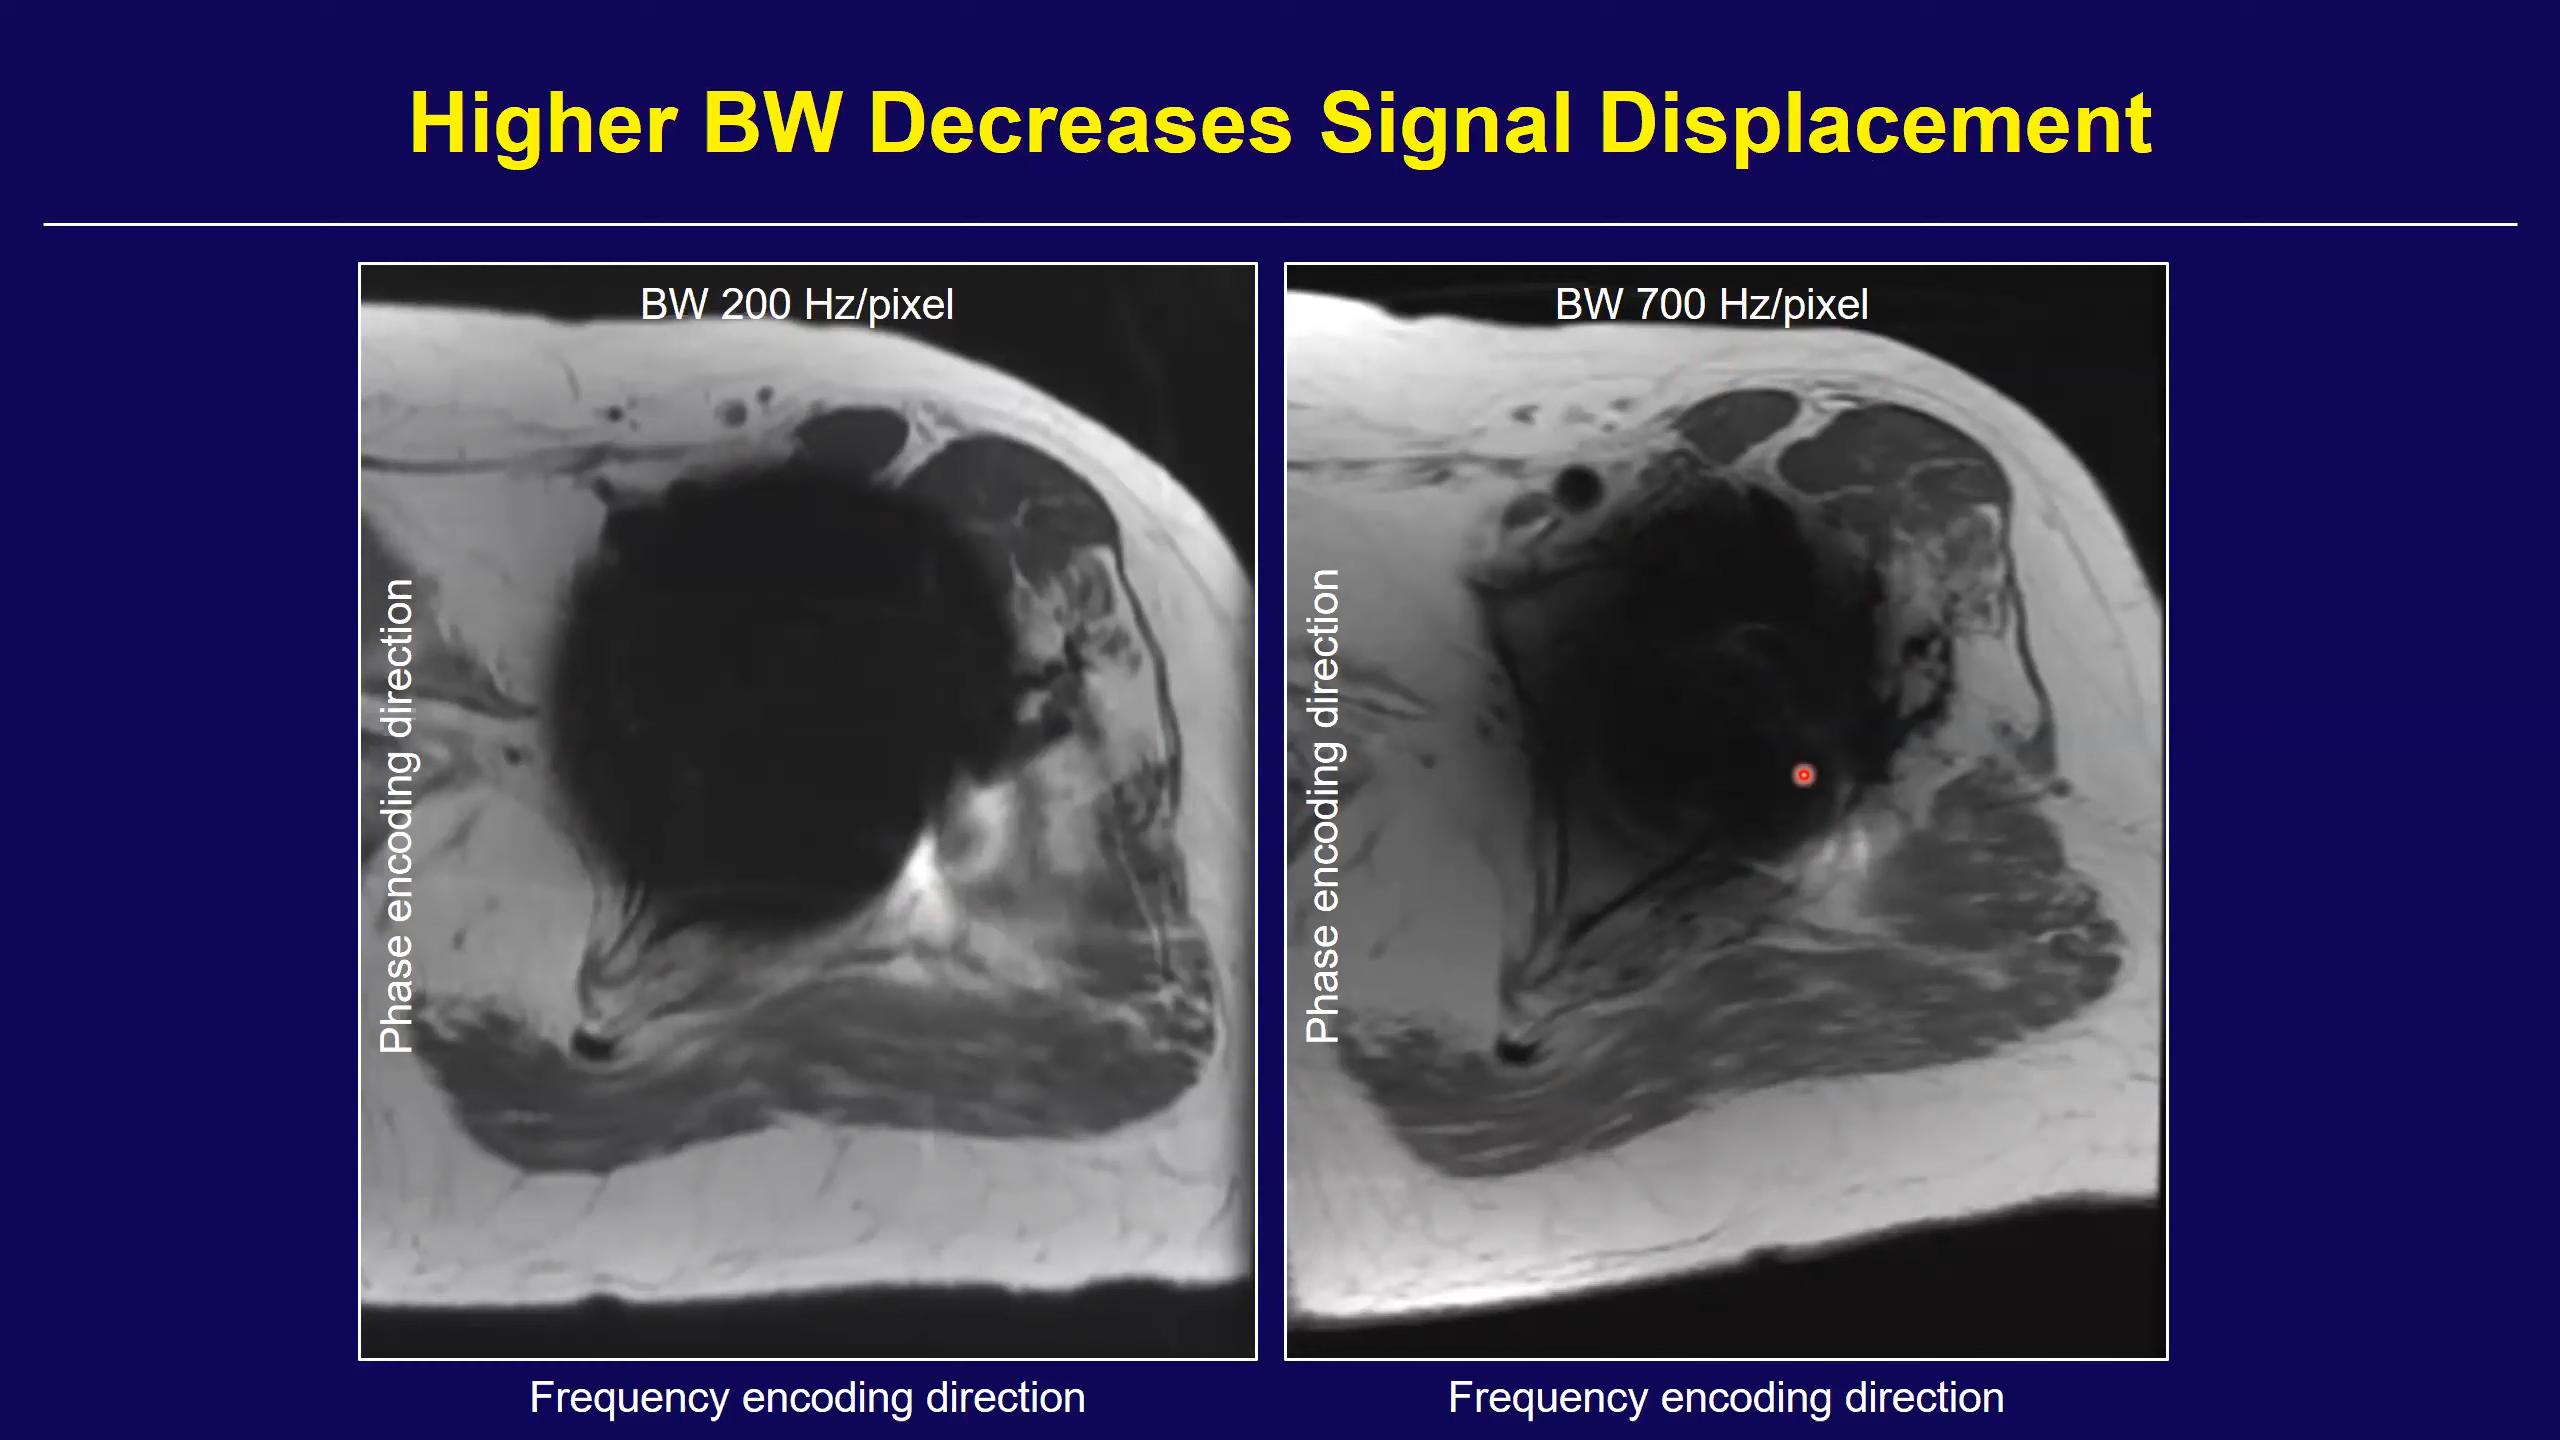 Higher BW Decreases Signal Displacement
BW 200 Hz/pixel
Phase encoding direction
Frequency encoding direction
BW 700 Hz/pixel
Phase encoding direction
Frequency encoding direction